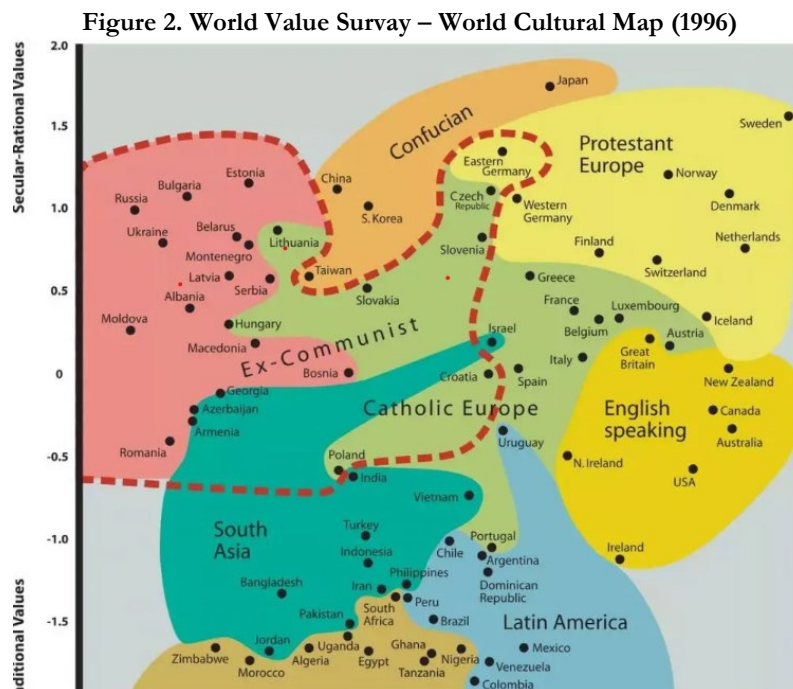 Figure 2. World Value Survay – World Cultural Map (1996)
Secular-Rational Values
2.0
1.5
1.0
0.5
0
-0.5
-1.0
-1.5
ditional Values
Japan
Confucian
Sweden
Protestant
Europe
Eastern
Germany
Estonia
China
Bulgaria
Norway
Russia
Czech
Republic
Western
Germany
Denmark
S. Korea
Ukraine
Belarus
Lithuania
Montenegro
Slovenia
Finland
Netherlands
Switzerland
Latvia
Serbia
Taiwan
Greece
Albania
Slovakia
France
Luxembourg
Moldova
Hungary
Belgium
Iceland
Ex-Communist
Israel
Great
Britain
Austria
Macedonia
Bosnia
Croatia
Spain
Italy
New Zealand
Georgia
Azerbaijan
Armenia
Catholic Europe
English
speaking
Canada
Australia
Romania
Uruguay
Poland
India
N. Ireland
USA
Vietnam
South
Asia
Turkey
Portugal
Chile
Ireland
Indonesia
Argentina
Philippines
Dominican
Republic
Bangladesh
Iran
South
Africa
Peru
Pakistan
Brazil
Latin America
Zimbabwe
Jordan
Morocco
Algeria
Uganda
Egypt
Ghana
Tanzania
Nigeria
Mexico
Venezuela
Colombia